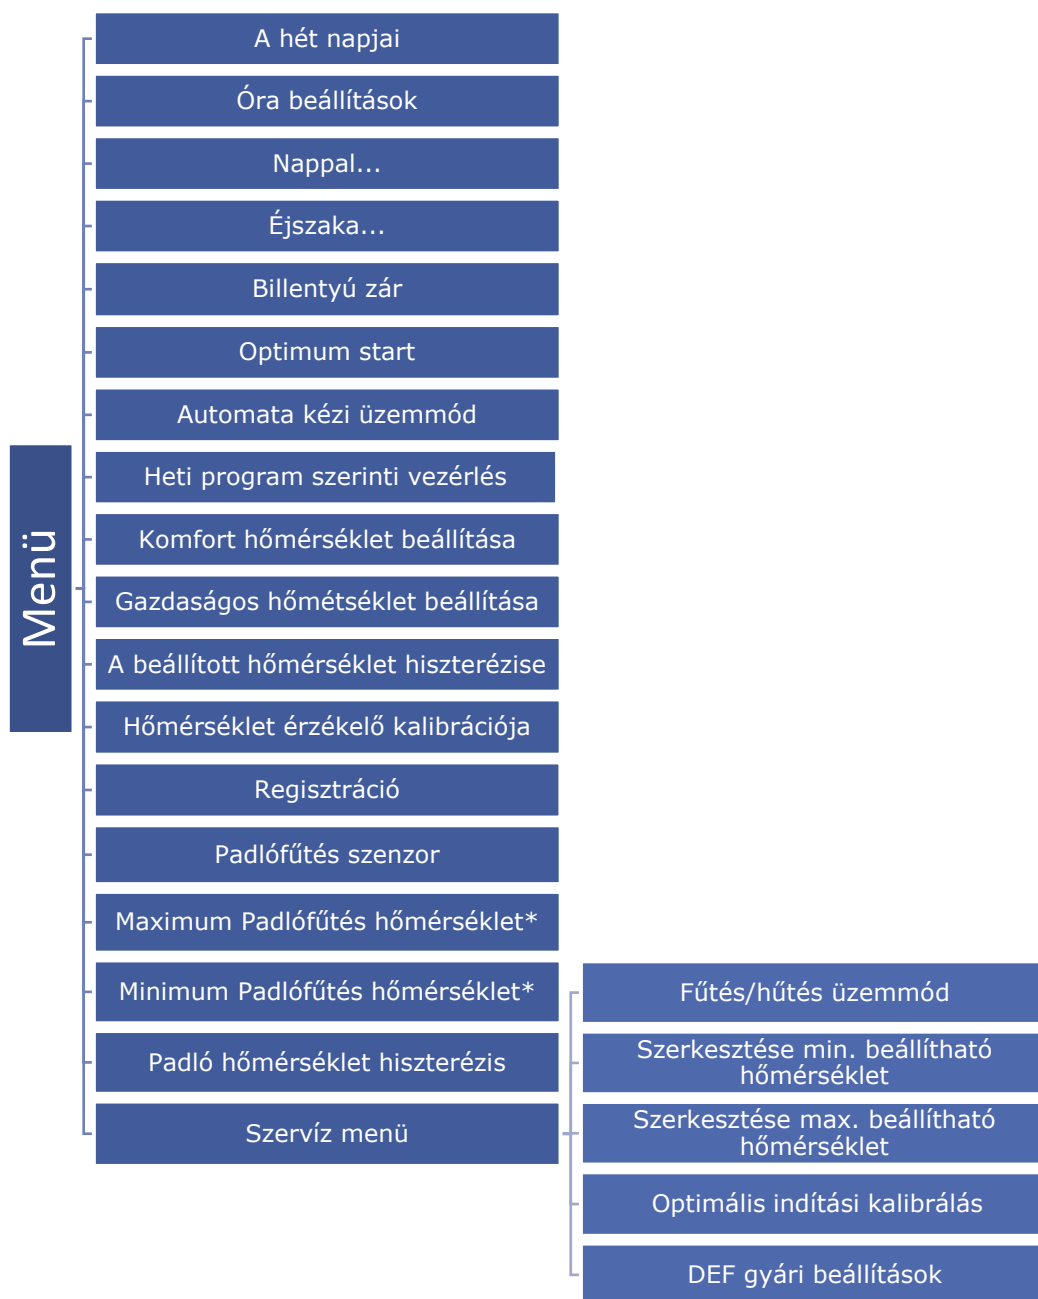 Menü
A hét napjai
Óra beállítások
Nappal...
Éjszaka...
Billentyú zár
Optimum start
Automata kézi üzemmód
Heti program szerinti vezérlés
Komfort hőmérséklet beállítása
Gazdaságos hőmétséklet beállítása
A beállított hőmérséklet hiszterézise
Hőmérséklet érzékelő kalibrációja
Regisztráció
Padlófűtés szenzor
Maximum Padlófűtés hőmérséklet*
Minimum Padlófűtés hőmérséklet*
Padló hőmérséklet hiszterézis
Szervíz menü
Fűtés/hűtés üzemmód
Szerkesztése min. beállítható
hőmérséklet
Szerkesztése max. beállítható
hőmérséklet
Optimális indítási kalibrálás
DEF gyári beállítások